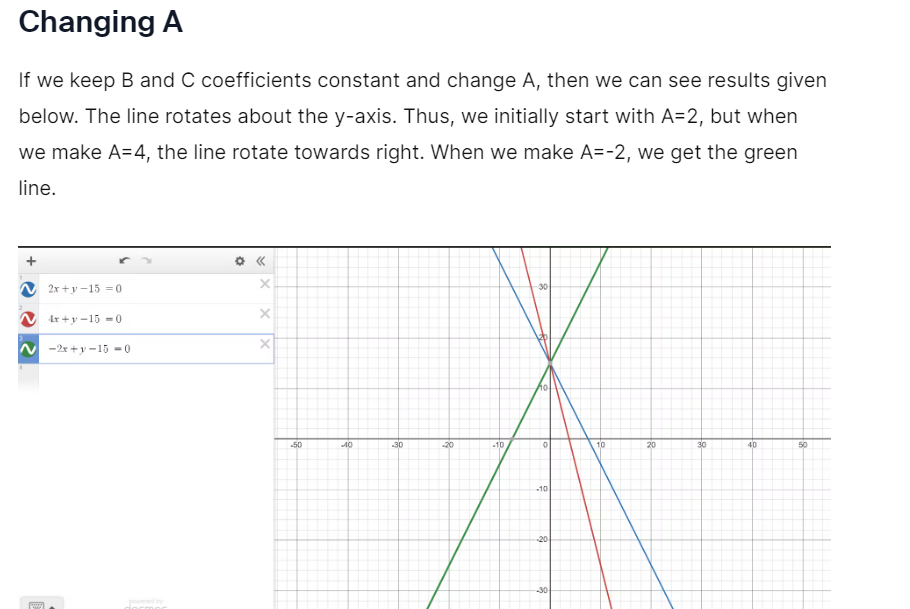 Changing A
If we keep B and C coefficients constant and change A, then we can see results given
below. The line rotates about the y-axis. Thus, we initially start with A=2, but when
we make A=4, the line rotate towards right. When we make A=-2, we get the green
line.
+ «
1
2x + y − 15 = 0 ×
2
4x + y − 15 = 0 ×
3
−2x + y − 15 = 0 ×
4
powered by
desmos
30
20
10
-50 -40 -30 -20 -10 0 10 20 30 40 50
-10
-20
-30